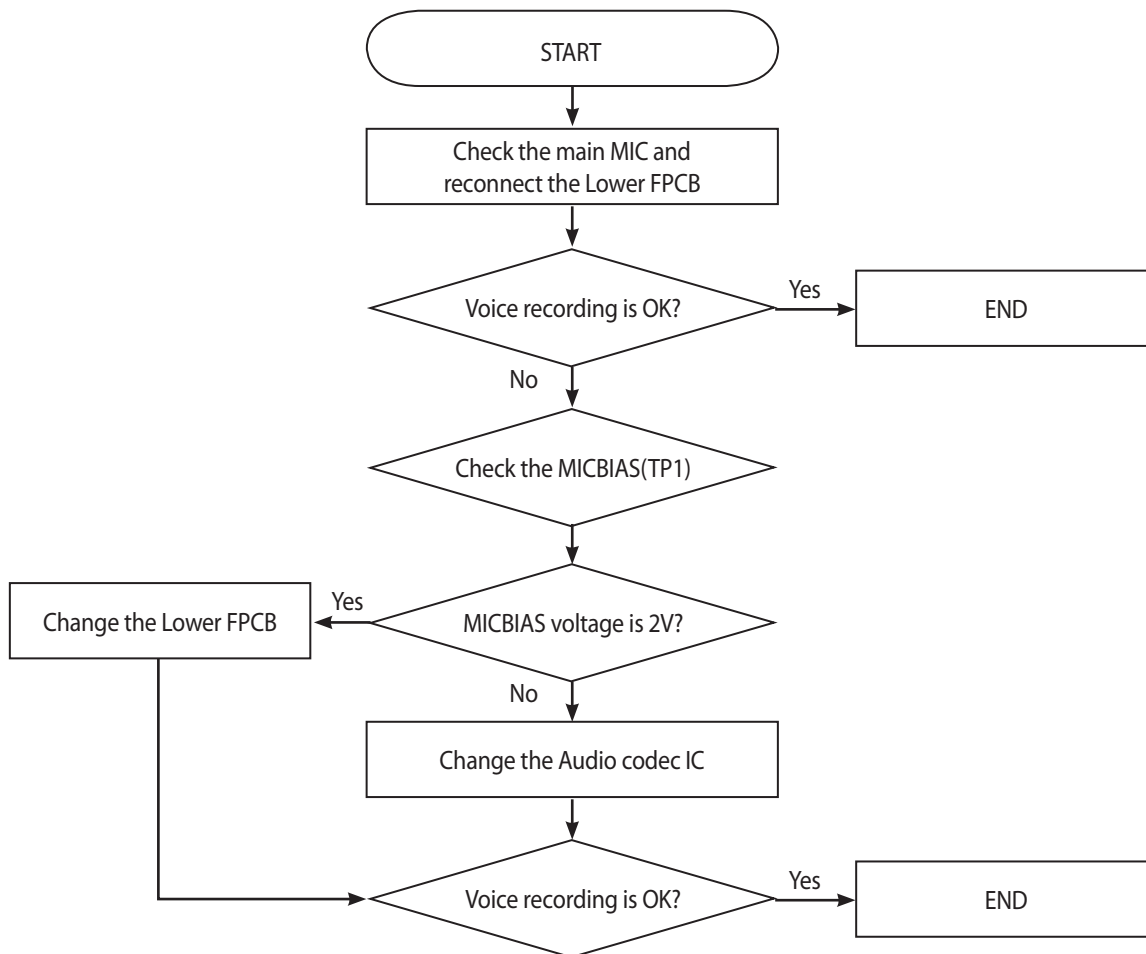 START
Check the main MIC and
reconnect the Lower FPCB
Voice recording is OK?
Yes
END
No
Check the MICBIAS(TP1)
Change the Lower FPCB
Yes
MICBIAS voltage is 2V?
No
Change the Audio codec IC
Voice recording is OK?
Yes
END